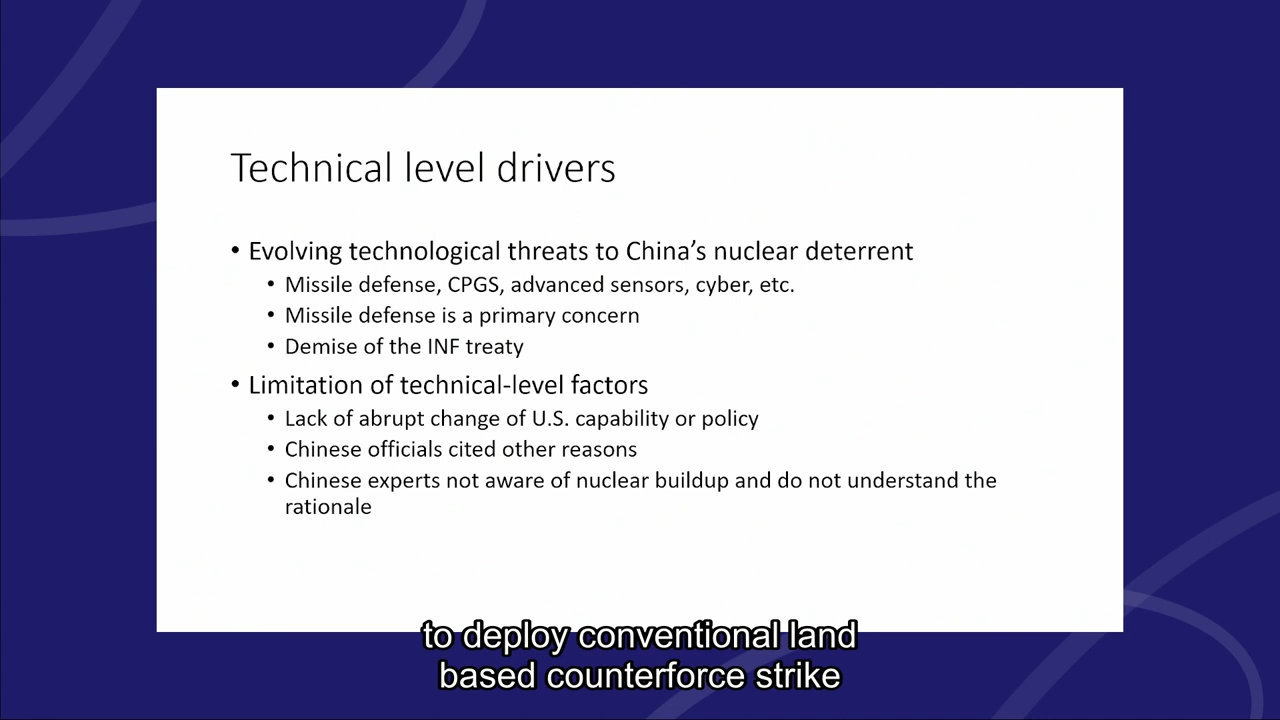 Technical level drivers
• Evolving technological threats to China’s nuclear deterrent
• Missile defense, CPGS, advanced sensors, cyber, etc.
• Missile defense is a primary concern
• Demise of the INF treaty
• Limitation of technical-level factors
• Lack of abrupt change of U.S. capability or policy
• Chinese officials cited other reasons
• Chinese experts not aware of nuclear buildup and do not understand the
rationale
to deploy conventional land
based counterforce strike